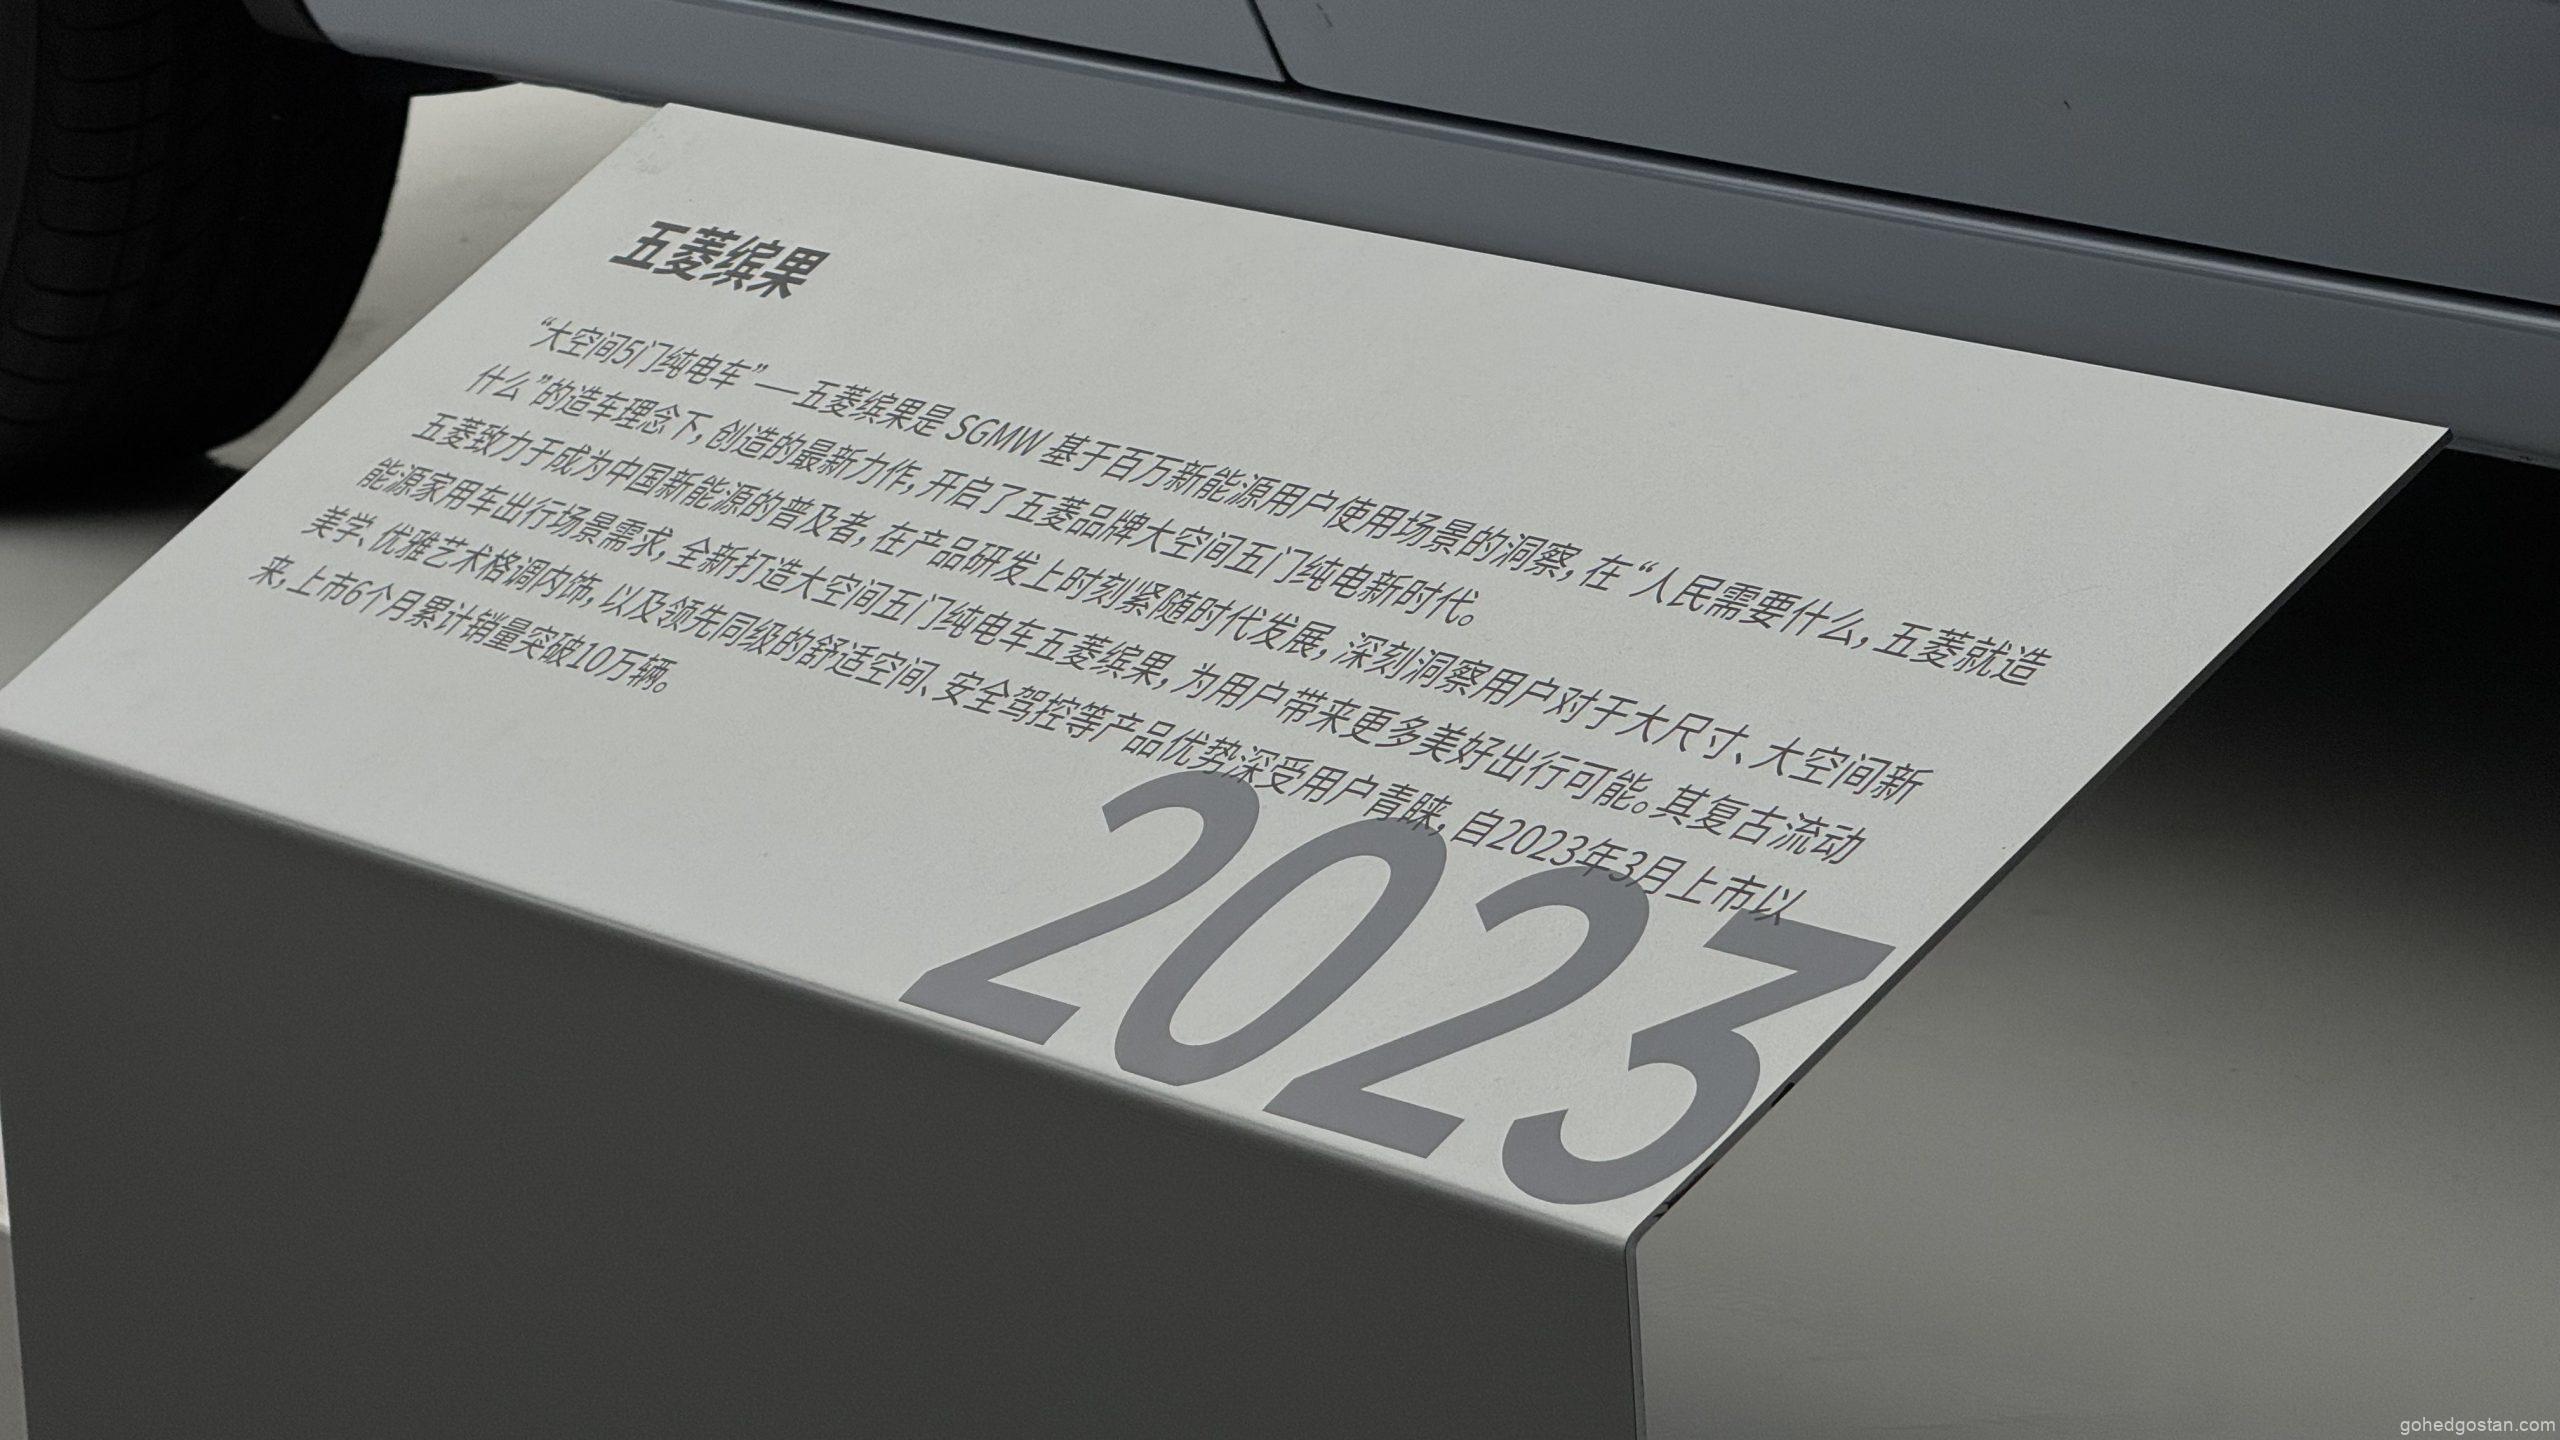 五菱缤果
“大空间5门纯电车”—五菱缤果是 SGMW 基于百万新能源用户使用场景的洞察，在“人民需要什么，五菱就造
什么”的造车理念下，创造的最新力作，开启了五菱品牌大空间五门纯电新时代。
五菱致力于成为中国新能源的普及者，在产品研发上时刻紧随时代发展，深刻洞察用户对于大尺寸、大空间新
能源家用车出行场景需求，全新打造大空间五门纯电车五菱缤果，为用户带来更多美好出行可能。其复古流动
美学、优雅艺术格调内饰，以及领先同级的舒适空间、安全驾控等产品优势深受用户青睐，自2023年3月上市以
来，上市6个月累计销量突破10万辆。
2023
gohedgostan.com